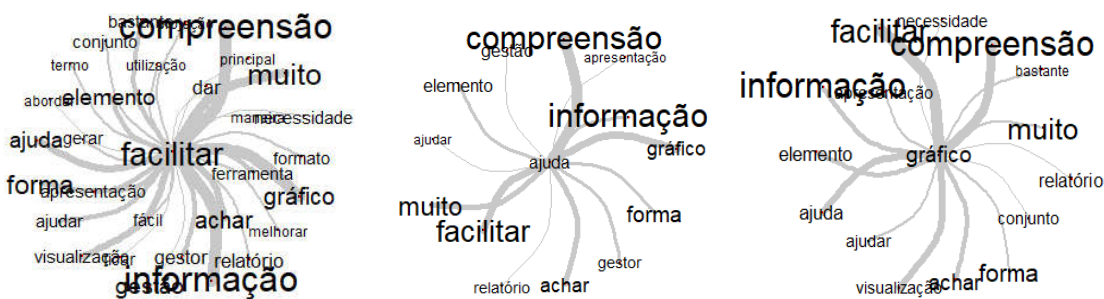 bastante
compreensão
conjunto
termo
utilização
principal
muito
dar
abordar
elemento
necessidade
ajuda
gerar
facilitar
formato
ferramenta
forma
apresentação
gráfico
ajudar
fácil
achar
melhorar
visualização
gestor
relatório
informação
gestão
compreensão
gestão
apresentação
elemento
informação
ajudar
gráfico
ajuda
muito
facilitar
forma
gestor
relatório
achar
necessidade
facilitar
compreensão
bastante
informação
apresentação
muito
elemento
gráfico
relatório
ajuda
conjunto
ajudar
visualização
achar
forma